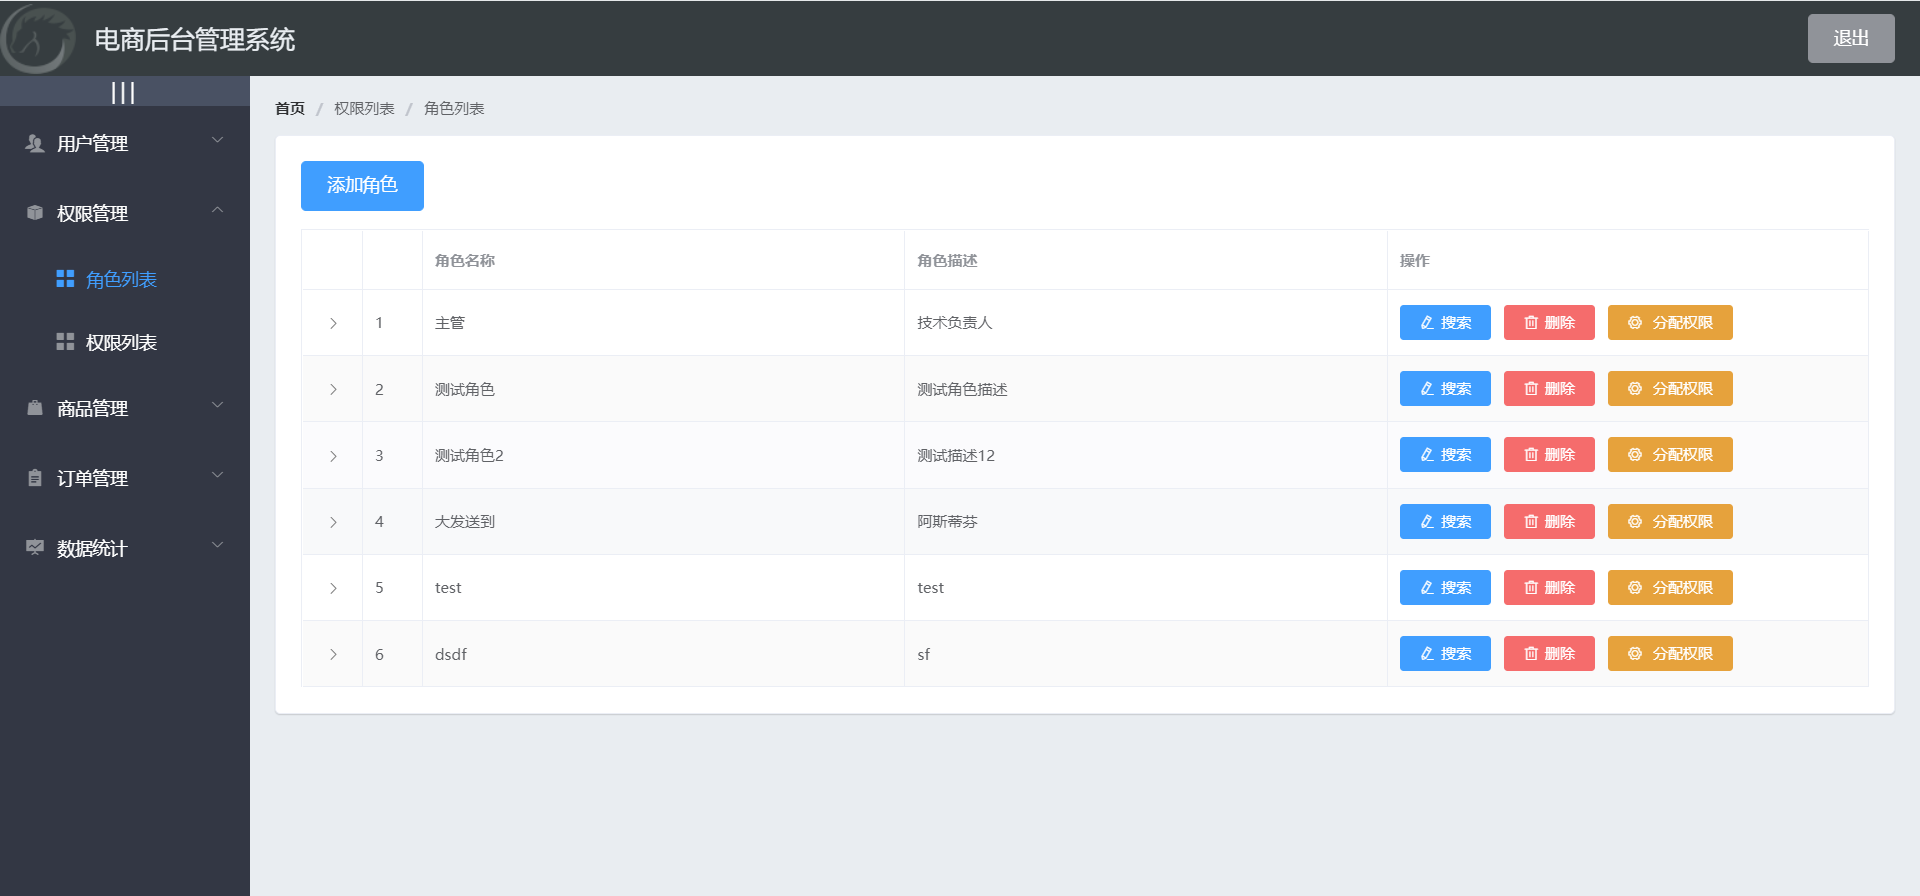 电商后台管理系统
退出
|||
用户管理
权限管理
角色列表
权限列表
商品管理
订单管理
数据统计
首页 / 权限列表 / 角色列表
添加角色
角色名称 角色描述 操作
1 主管 技术负责人 搜索 删除 分配权限
2 测试角色 测试角色描述 搜索 删除 分配权限
3 测试角色2 测试描述12 搜索 删除 分配权限
4 大发送到 阿斯蒂芬 搜索 删除 分配权限
5 test test 搜索 删除 分配权限
6 dsdf sf 搜索 删除 分配权限